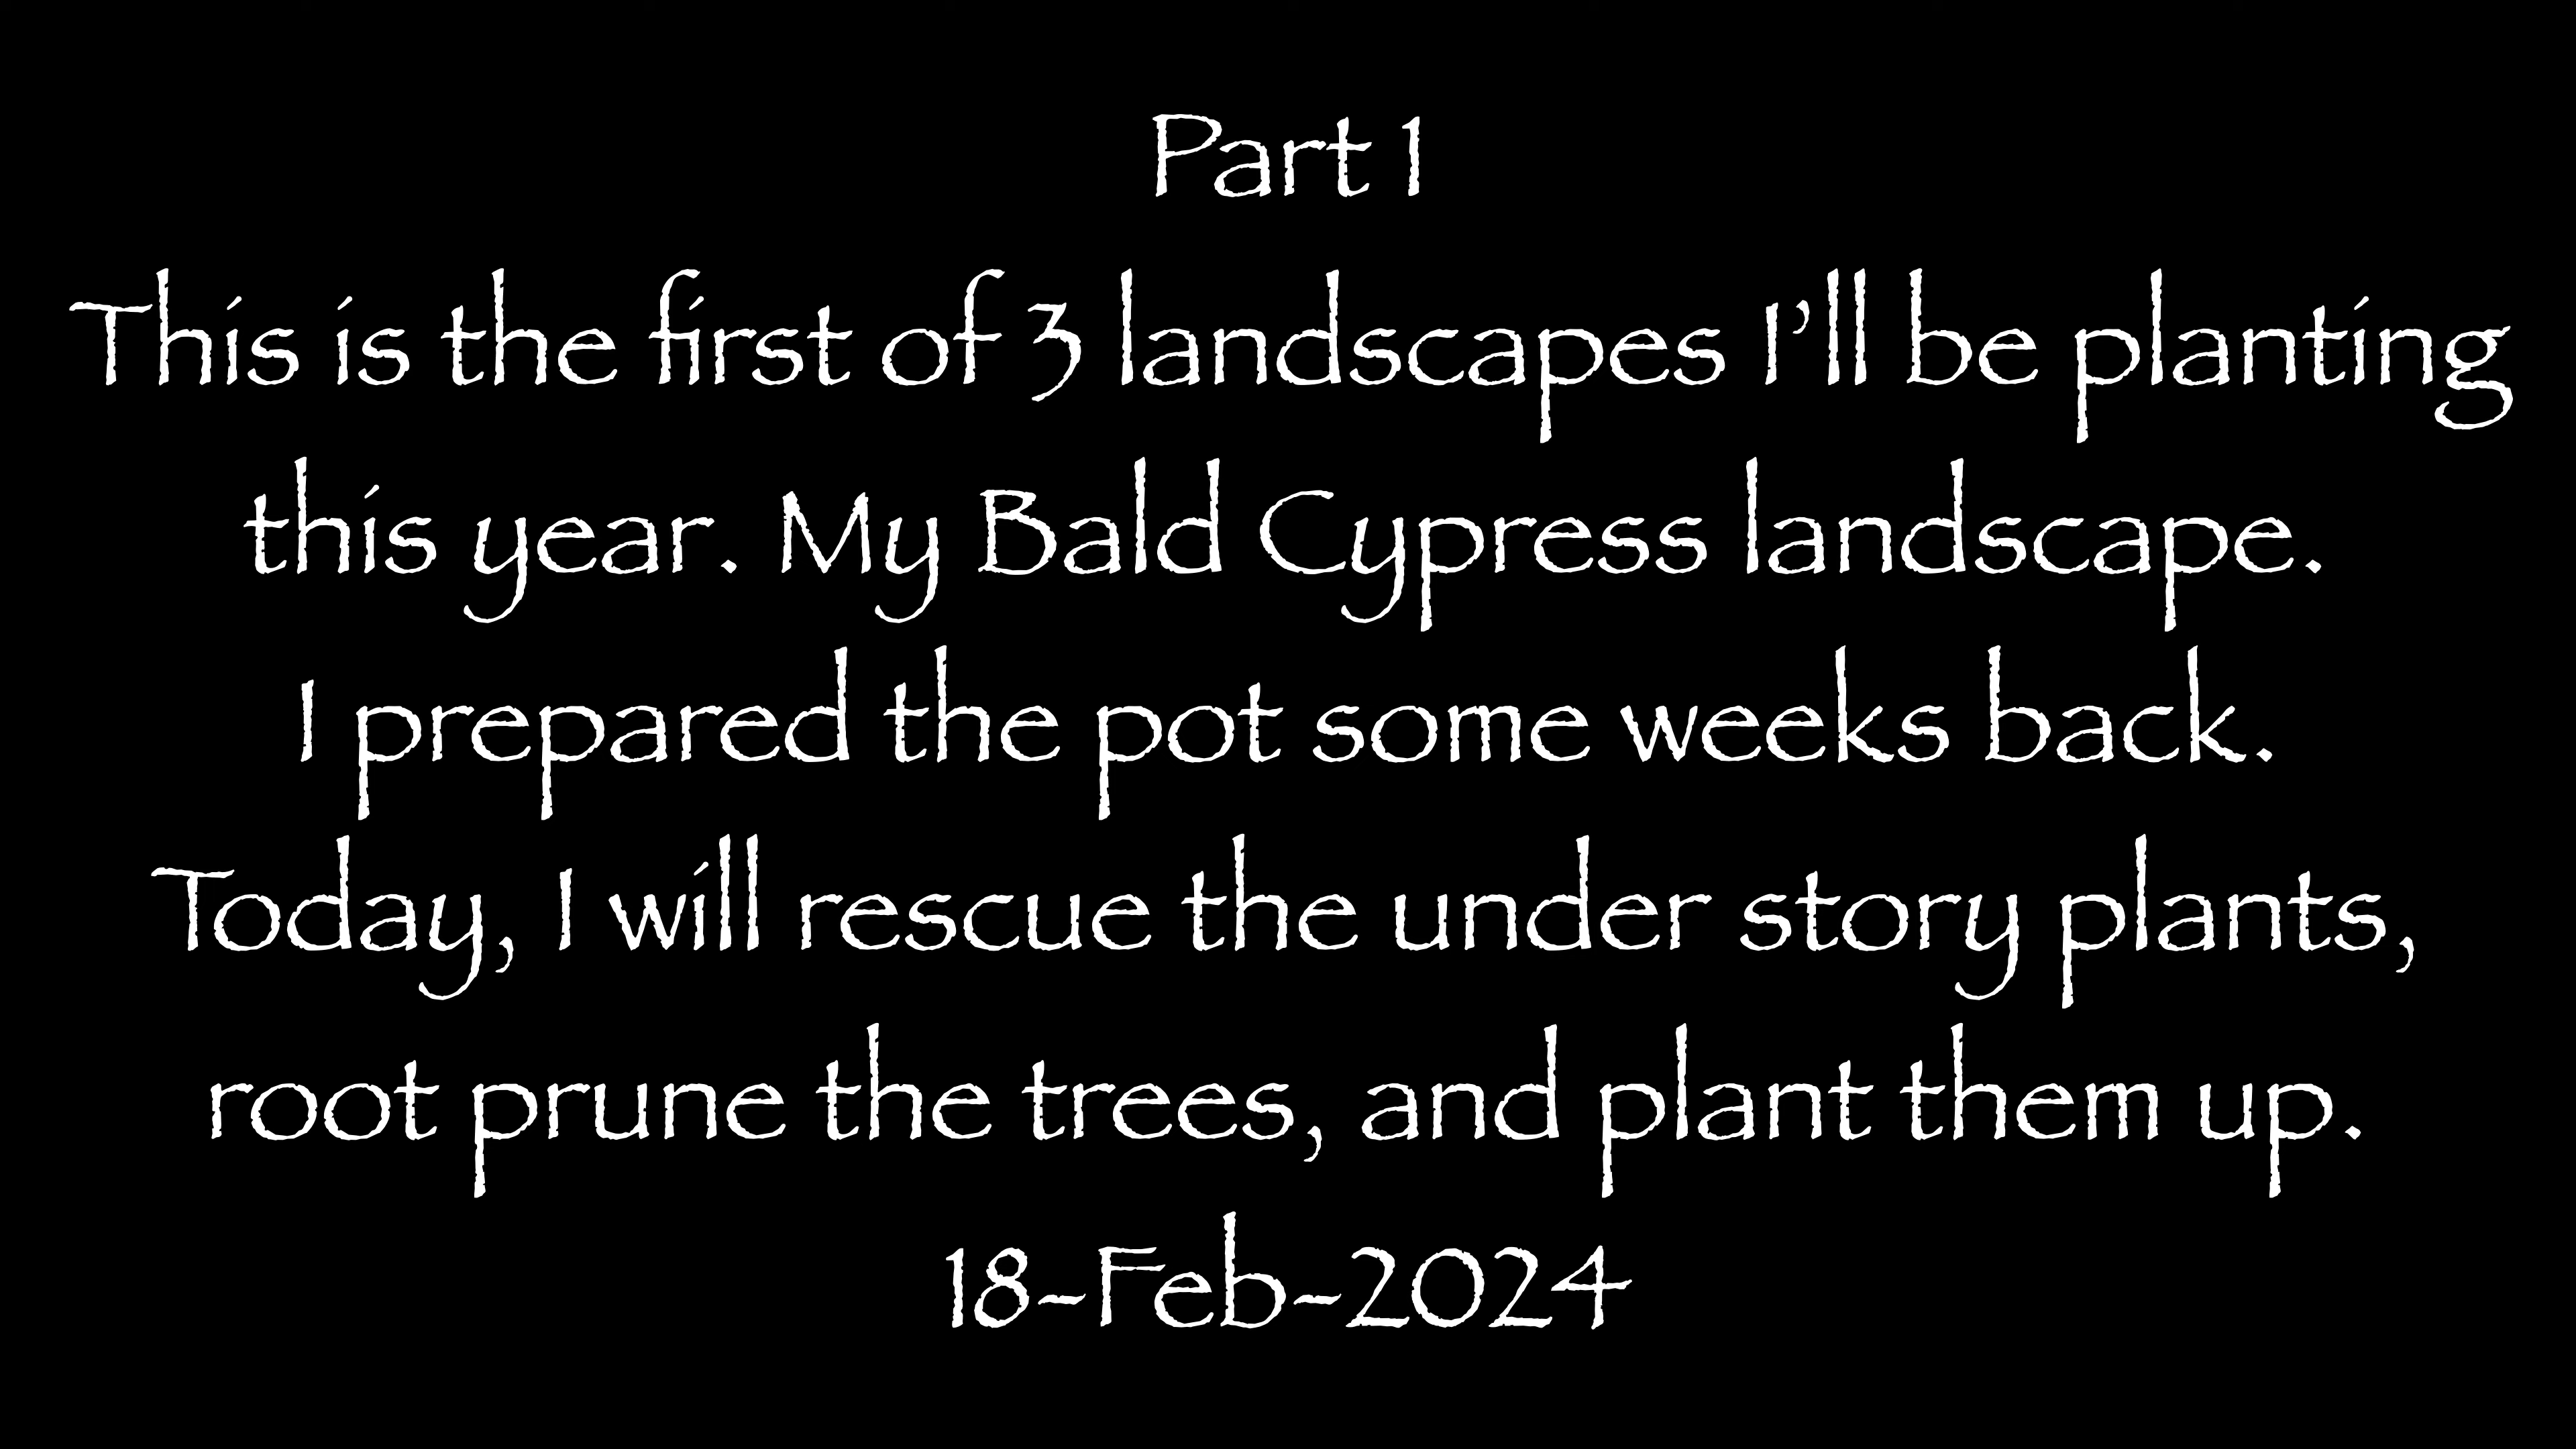 Part 1
This is the first of 3 landscapes I’ll be planting
this year. My Bald Cypress landscape.
I prepared the pot some weeks back.
Today, I will rescue the under story plants,
root prune the trees, and plant them up.
18-Feb-2024